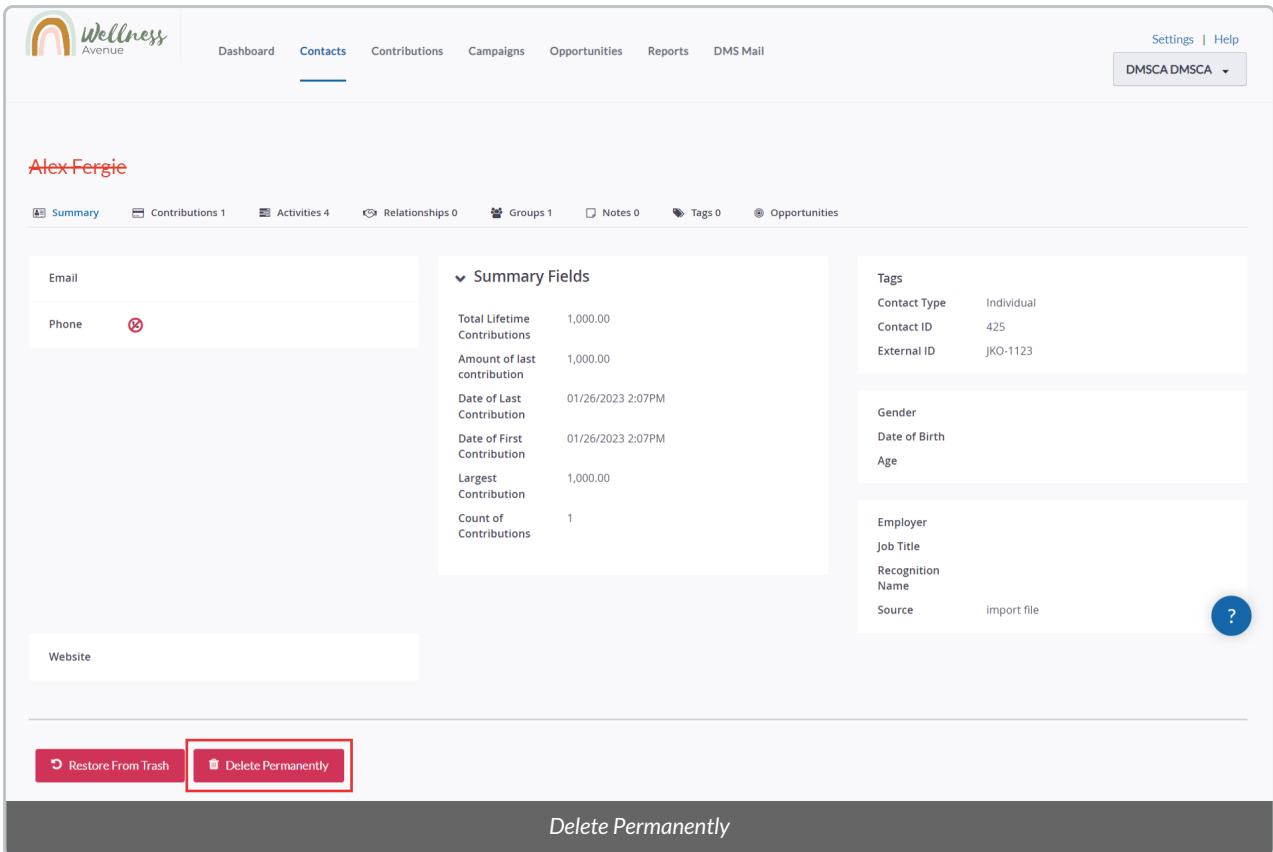 Wellness
Avenue
Dashboard Contacts Contributions Campaigns Opportunities Reports DMS Mail
Settings | Help
DMSCA DMSCA
Alex Fergie
Summary Contributions 1 Activities 4 Relationships 0 Groups 1 Notes 0 Tags 0 Opportunities
Email
Phone
Website
Summary Fields
Total Lifetime 1,000.00
Contributions
Amount of last 1,000.00
contribution
Date of Last 01/26/2023 2:07PM
Contribution
Date of First 01/26/2023 2:07PM
Contribution
Largest 1,000.00
Contribution
Count of 1
Contributions
Tags
Contact Type Individual
Contact ID 425
External ID JKO-1123
Gender
Date of Birth
Age
Employer
Job Title
Recognition
Name
Source import file
?
Restore From Trash Delete Permanently
Delete Permanently